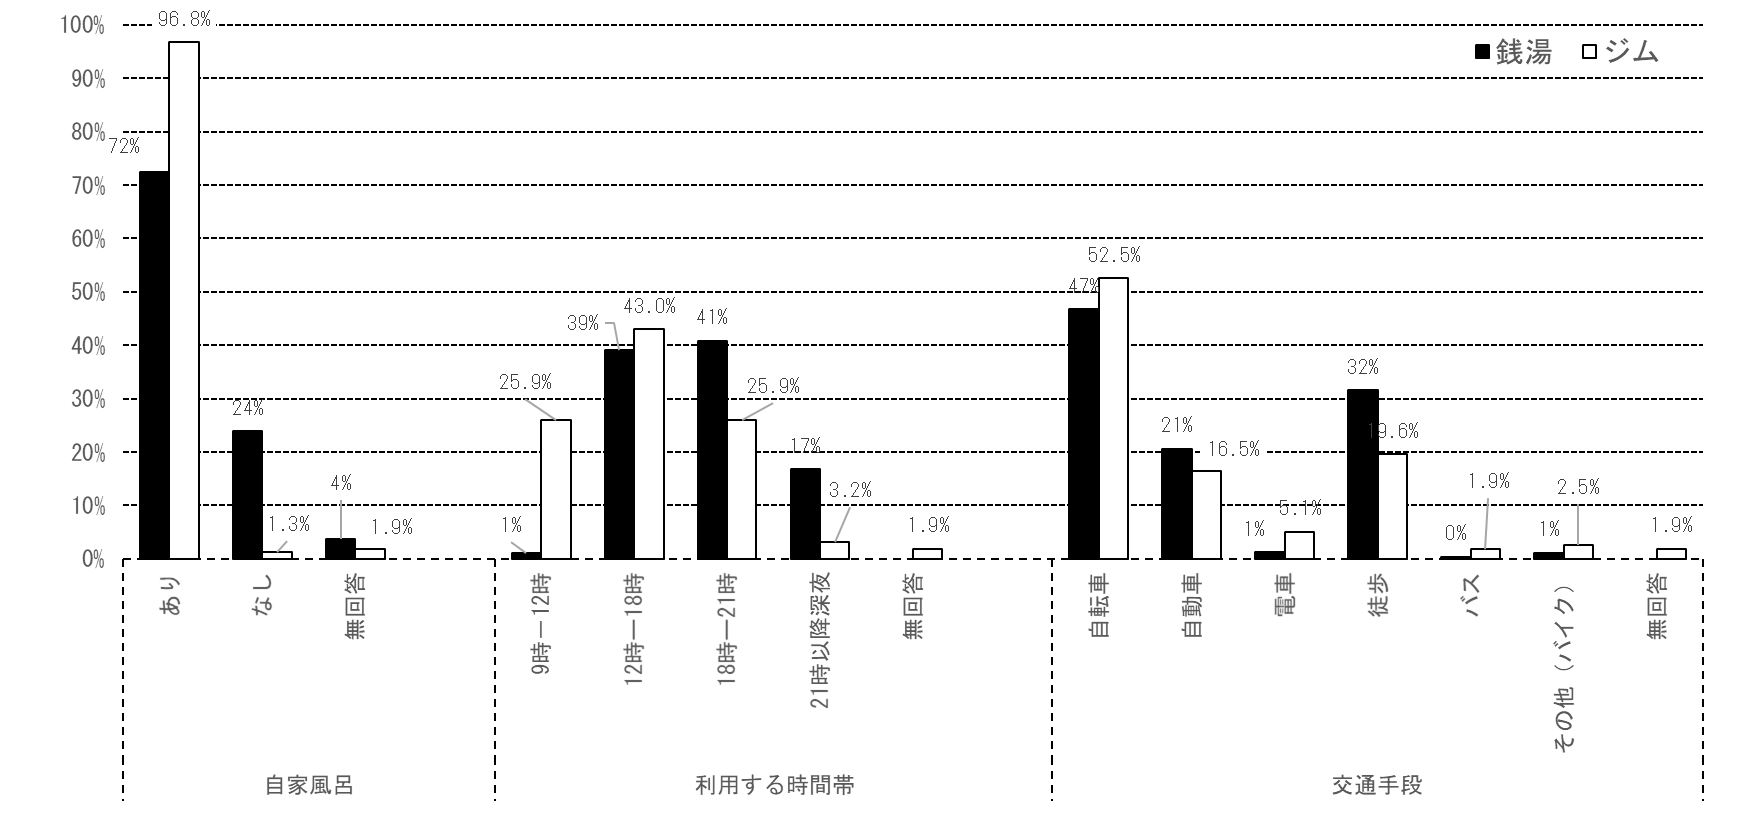 銭湯 ジム
100%
90%
80%
70%
60%
50%
40%
30%
20%
10%
0%
72%
96.8%
24%
1.3%
4%
1.9%
1%
25.9%
39%
43.0%
41%
25.9%
17%
3.2%
1.9%
47%
52.5%
21%
16.5%
1%
5.1%
32%
19.6%
0%
1.9%
1%
2.5%
1.9%
あり
なし
無回答
9時ー12時
12時ー18時
18時ー21時
21時以降深夜
無回答
自転車
自動車
電車
徒歩
バス
その他（バイク）
無回答
自家風呂
利用する時間帯
交通手段